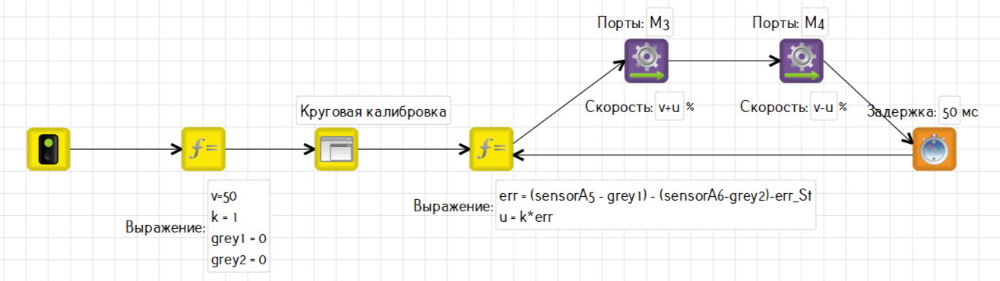 Порты: M3
Порты: M4
Скорость: v+u %
Скорость: v-u %
Задержка: 50 мс
Круговая калибровка
f=
f=
Выражение:
v=50
k = 1
grey1 = 0
grey2 = 0
Выражение:
err = (sensorA5 - grey1) - (sensorA6-grey2)-err_St
u = k*err